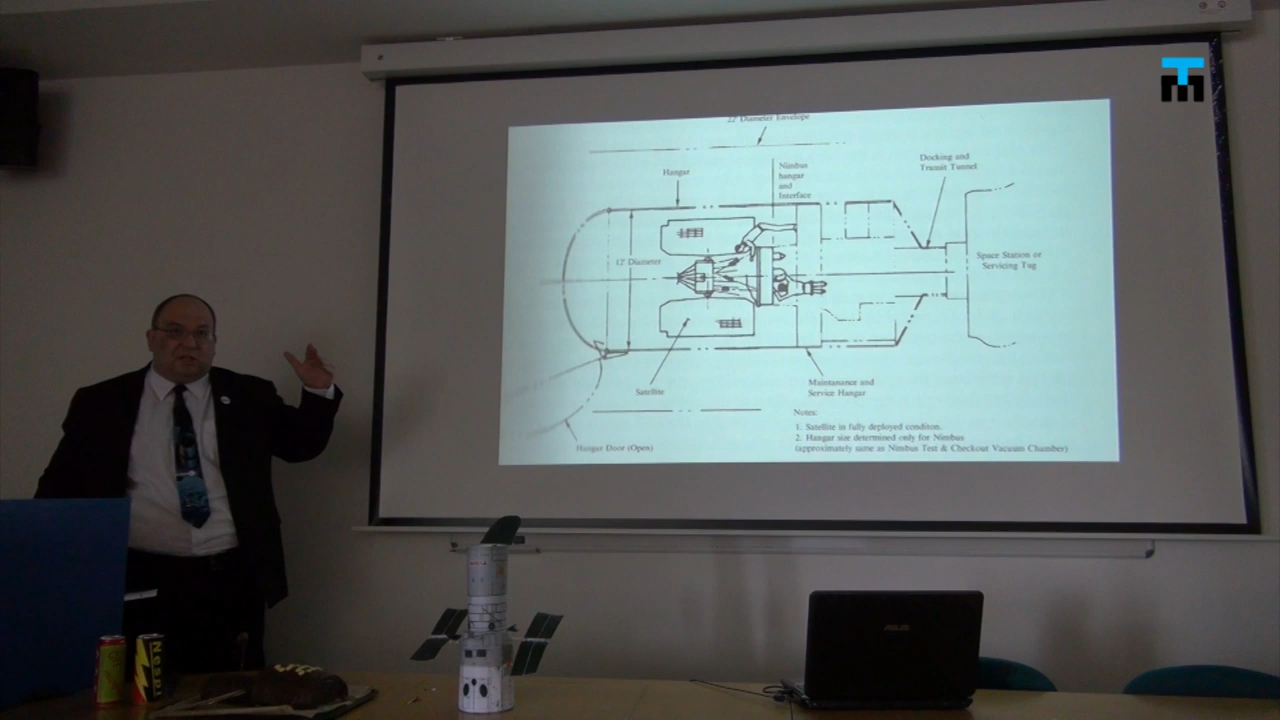 22' Diameter Envelope
Hangar
Nimbus
hangar
and
Interface
Docking and
Transit Tunnel
12' Diameter
Space Station or
Servicing Tug
Satellite
Maintanance and
Service Hangar
Hangar Door (Open)
Notes:
1. Satellite in fully deployed conditon.
2. Hangar size determined only for Nimbus
(approximately same as Nimbus Test & Checkout Vacuum Chamber)
TM
ASUS